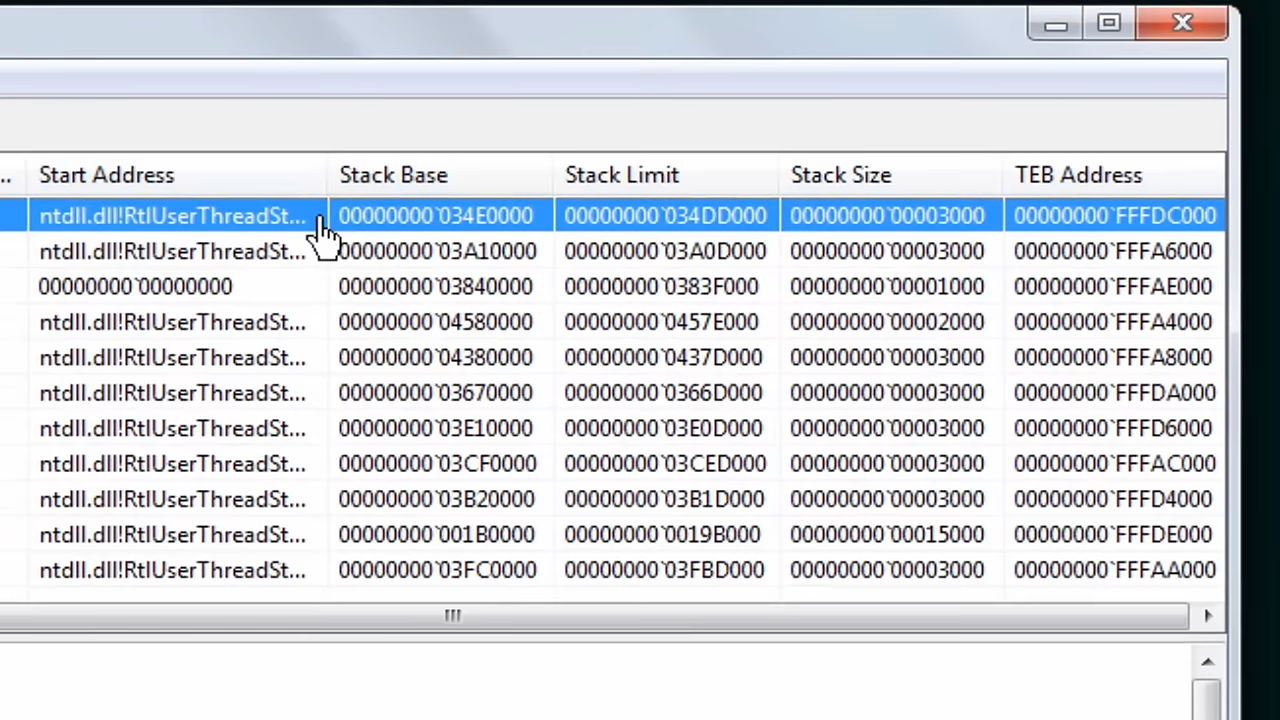 .. Start Address Stack Base Stack Limit Stack Size TEB Address
ntdll.dll!RtlUserThreadSt... 00000000`034E0000 00000000`034DD000 00000000`00003000 00000000`FFFDC000
ntdll.dll!RtlUserThreadSt... 00000000`03A10000 00000000`03A0D000 00000000`00003000 00000000`FFFA6000
00000000`00000000 00000000`03840000 00000000`0383F000 00000000`00001000 00000000`FFFAE000
ntdll.dll!RtlUserThreadSt... 00000000`04580000 00000000`0457E000 00000000`00002000 00000000`FFFA4000
ntdll.dll!RtlUserThreadSt... 00000000`04380000 00000000`0437D000 00000000`00003000 00000000`FFFA8000
ntdll.dll!RtlUserThreadSt... 00000000`03670000 00000000`0366D000 00000000`00003000 00000000`FFFDA000
ntdll.dll!RtlUserThreadSt... 00000000`03E10000 00000000`03E0D000 00000000`00003000 00000000`FFFD6000
ntdll.dll!RtlUserThreadSt... 00000000`03CF0000 00000000`03CED000 00000000`00003000 00000000`FFFAC000
ntdll.dll!RtlUserThreadSt... 00000000`03B20000 00000000`03B1D000 00000000`00003000 00000000`FFFD4000
ntdll.dll!RtlUserThreadSt... 00000000`001B0000 00000000`0019B000 00000000`00015000 00000000`FFFDE000
ntdll.dll!RtlUserThreadSt... 00000000`03FC0000 00000000`03FBD000 00000000`00003000 00000000`FFFAA000